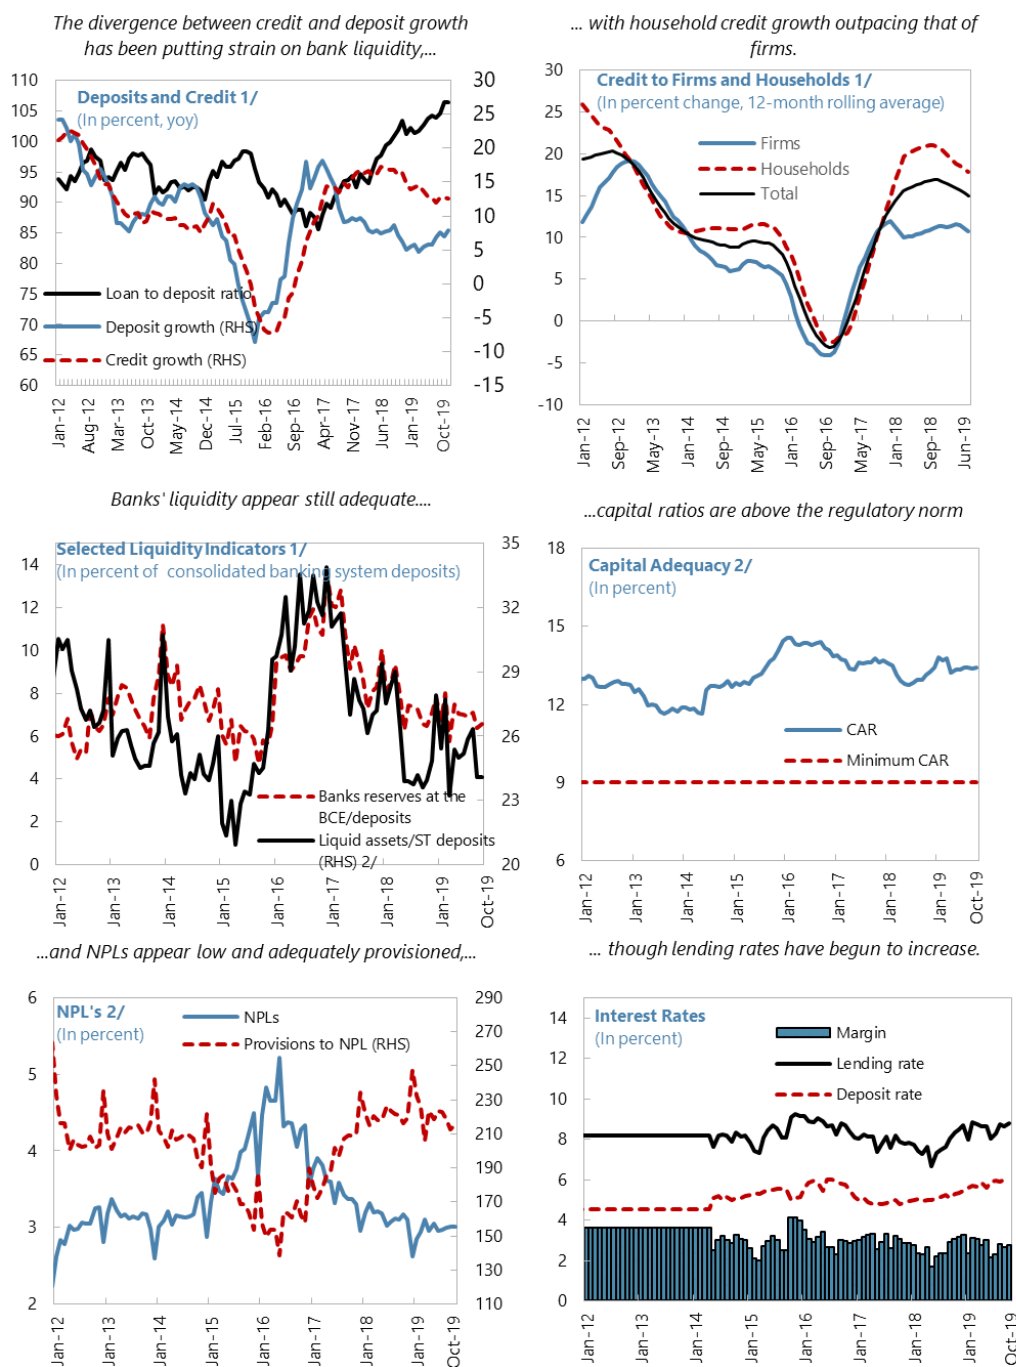 The divergence between credit and deposit growth
has been putting strain on bank liquidity,...
110
105
100
95
90
85
80
75
70
65
60
30
25
20
15
10
5
0
-5
-10
-15
Deposits and Credit 1/
(In percent, yoy)
Loan to deposit ratio
Deposit growth (RHS)
Credit growth (RHS)
Jan-12
Aug-12
Mar-13
Oct-13
May-14
Dec-14
Jul-15
Feb-16
Sep-16
Apr-17
Nov-17
Jun-18
Jan-19
Oct-19
... with household credit growth outpacing that of
firms.
30
25
20
15
10
5
0
-5
-10
Credit to Firms and Households 1/
(In percent change, 12-month rolling average)
Firms
Households
Total
Jan-12
Sep-12
May-13
Jan-14
Sep-14
May-15
Jan-16
Sep-16
May-17
Jan-18
Sep-18
Jun-19
Banks' liquidity appear still adequate....
14
12
10
8
6
4
2
0
35
32
29
26
23
20
Selected Liquidity Indicators 1/
(In percent of consolidated banking system deposits)
Banks reserves at the
BCE/deposits
Liquid assets/ST deposits
(RHS) 2/
Jan-12
Jan-13
Jan-14
Jan-15
Jan-16
Jan-17
Jan-18
Jan-19
Oct-19
...capital ratios are above the regulatory norm
18
15
12
9
6
Capital Adequacy 2/
(In percent)
CAR
Minimum CAR
Jan-12
Jan-13
Jan-14
Jan-15
Jan-16
Jan-17
Jan-18
Jan-19
Oct-19
...and NPLs appear low and adequately provisioned,...
6
5
4
3
2
290
270
250
230
210
190
170
150
130
110
NPL's 2/
(In percent)
NPLs
Provisions to NPL (RHS)
Jan-12
Jan-13
Jan-14
Jan-15
Jan-16
Jan-17
Jan-18
Jan-19
Oct-19
... though lending rates have begun to increase.
14
12
10
8
6
4
2
0
Interest Rates
(In percent)
Margin
Lending rate
Deposit rate
Jan-12
Jan-13
Jan-14
Jan-15
Jan-16
Jan-17
Jan-18
Jan-19
Oct-19